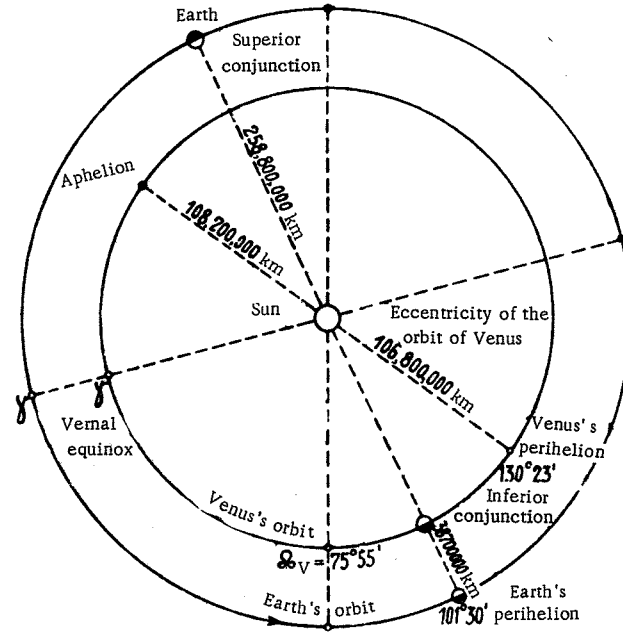 Earth
Superior
conjunction
258,800,000 km
Aphelion
108,200,000 km
Sun
Eccentricity of the
orbit of Venus
106,800,000 km
γ
γ
Vernal
equinox
Venus's
perihelion
130°23'
Inferior
conjunction
Venus's orbit
☊V = 75°55'
38700000 km
Earth's orbit
Earth's
perihelion
101°30'